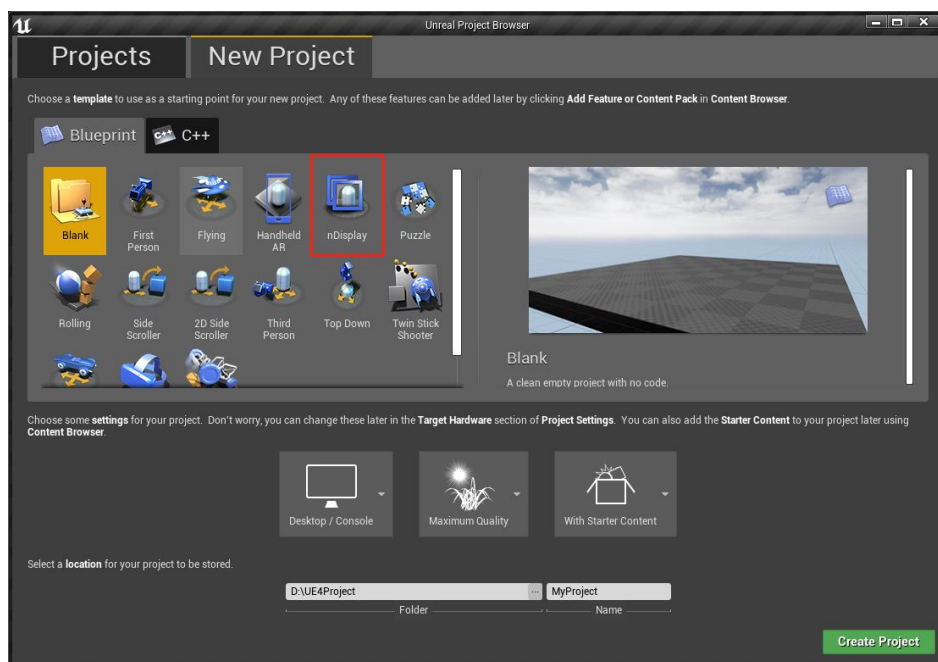 Unreal Project Browser
Projects
New Project
Choose a template to use as a starting point for your new project. Any of these features can be added later by clicking Add Feature or Content Pack in Content Browser.
Blueprint
C++
C++
Blank
First
Person
Flying
Handheld
AR
nDisplay
Puzzle
Rolling
Side
Scroller
2D Side
Scroller
Third
Person
Top Down
Twin Stick
Shooter
Blank
A clean empty project with no code.
Choose some settings for your project. Don't worry, you can change these later in the Target Hardware section of Project Settings. You can also add the Starter Content to your project later using
Content Browser.
Desktop / Console
Maximum Quality
With Starter Content
Select a location for your project to be stored.
D:\UE4Project
...
MyProject
Folder
Name
Create Project